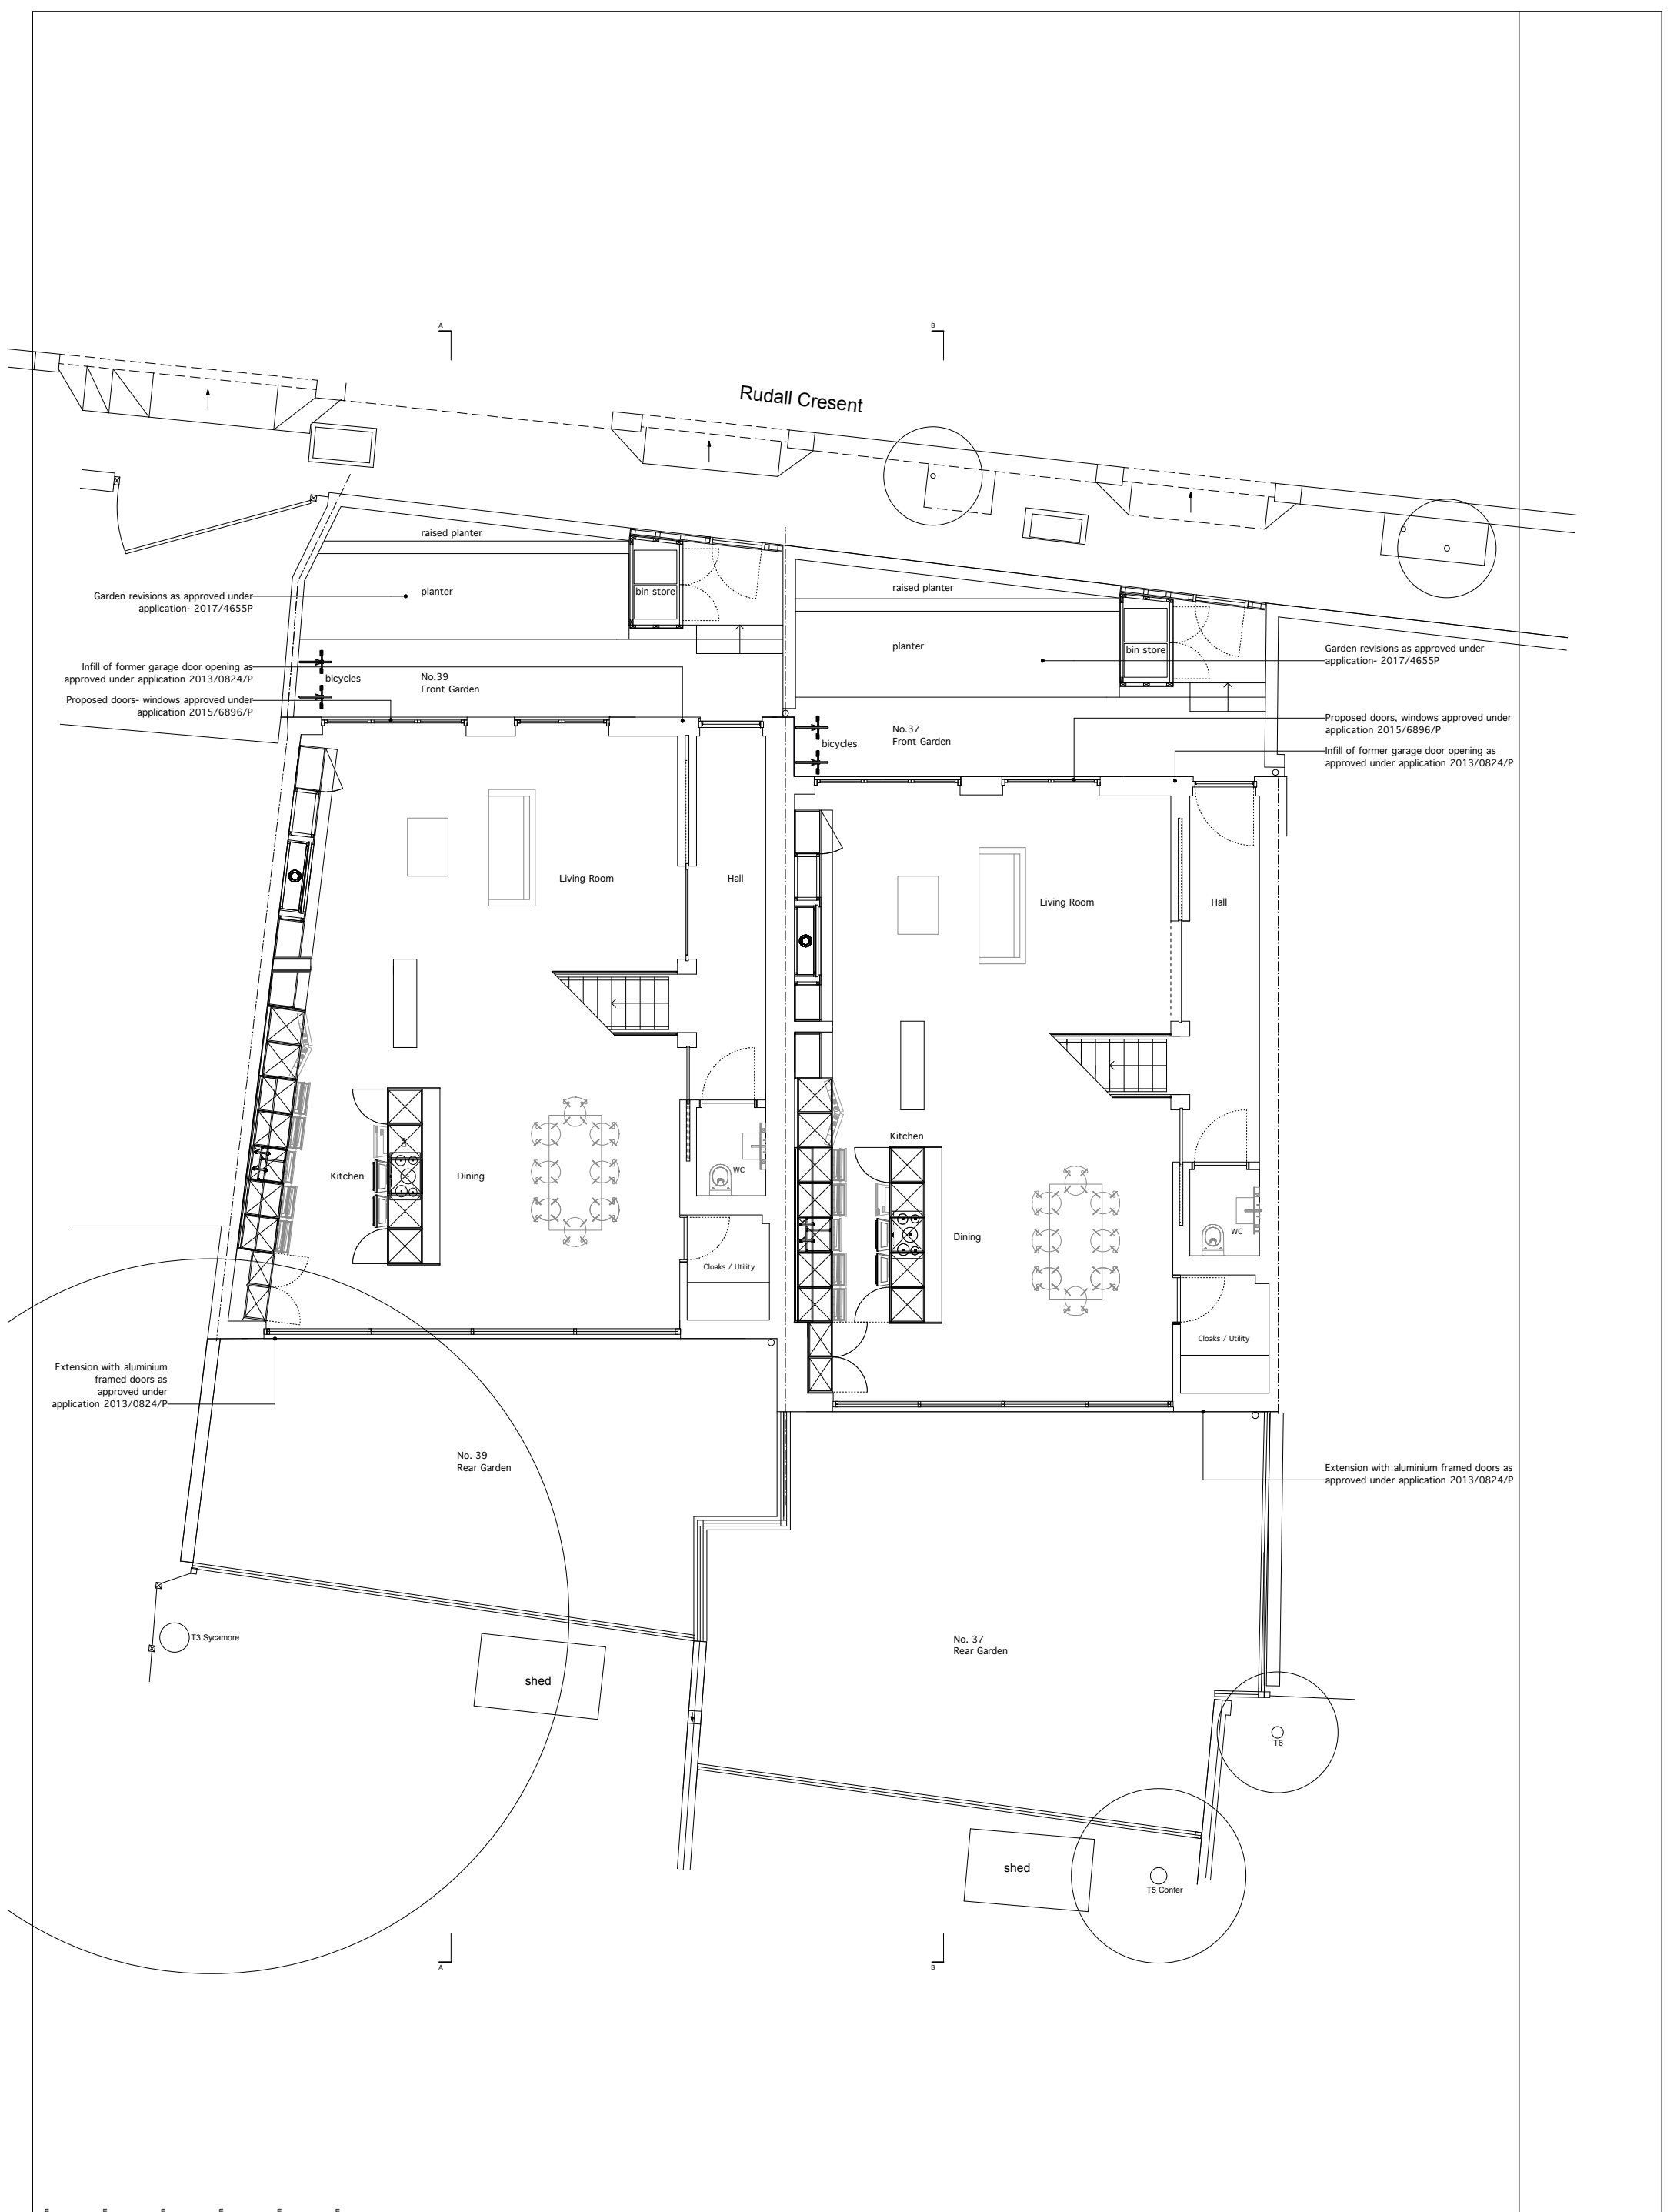 A
B
Rudall Cresent
raised planter
bin store
planter
Garden revisions as approved under
application- 2017/4655P
raised planter
bin store
planter
Garden revisions as approved under
application- 2017/4655P
Infill of former garage door opening as
approved under application 2013/0824/P
bicycles
No.39
Front Garden
Proposed doors- windows approved under
application 2015/6896/P
No.37
Front Garden
bicycles
Proposed doors, windows approved under
application 2015/6896/P
Infill of former garage door opening as
approved under application 2013/0824/P
Living Room
Hall
Living Room
Hall
Kitchen
Dining
WC
Kitchen
Dining
WC
Cloaks / Utility
Cloaks / Utility
Extension with aluminium
framed doors as
approved under
application 2013/0824/P
No. 39
Rear Garden
Extension with aluminium framed doors as
approved under application 2013/0824/P
T3 Sycamore
shed
No. 37
Rear Garden
T6
shed
T5 Confer
A
B